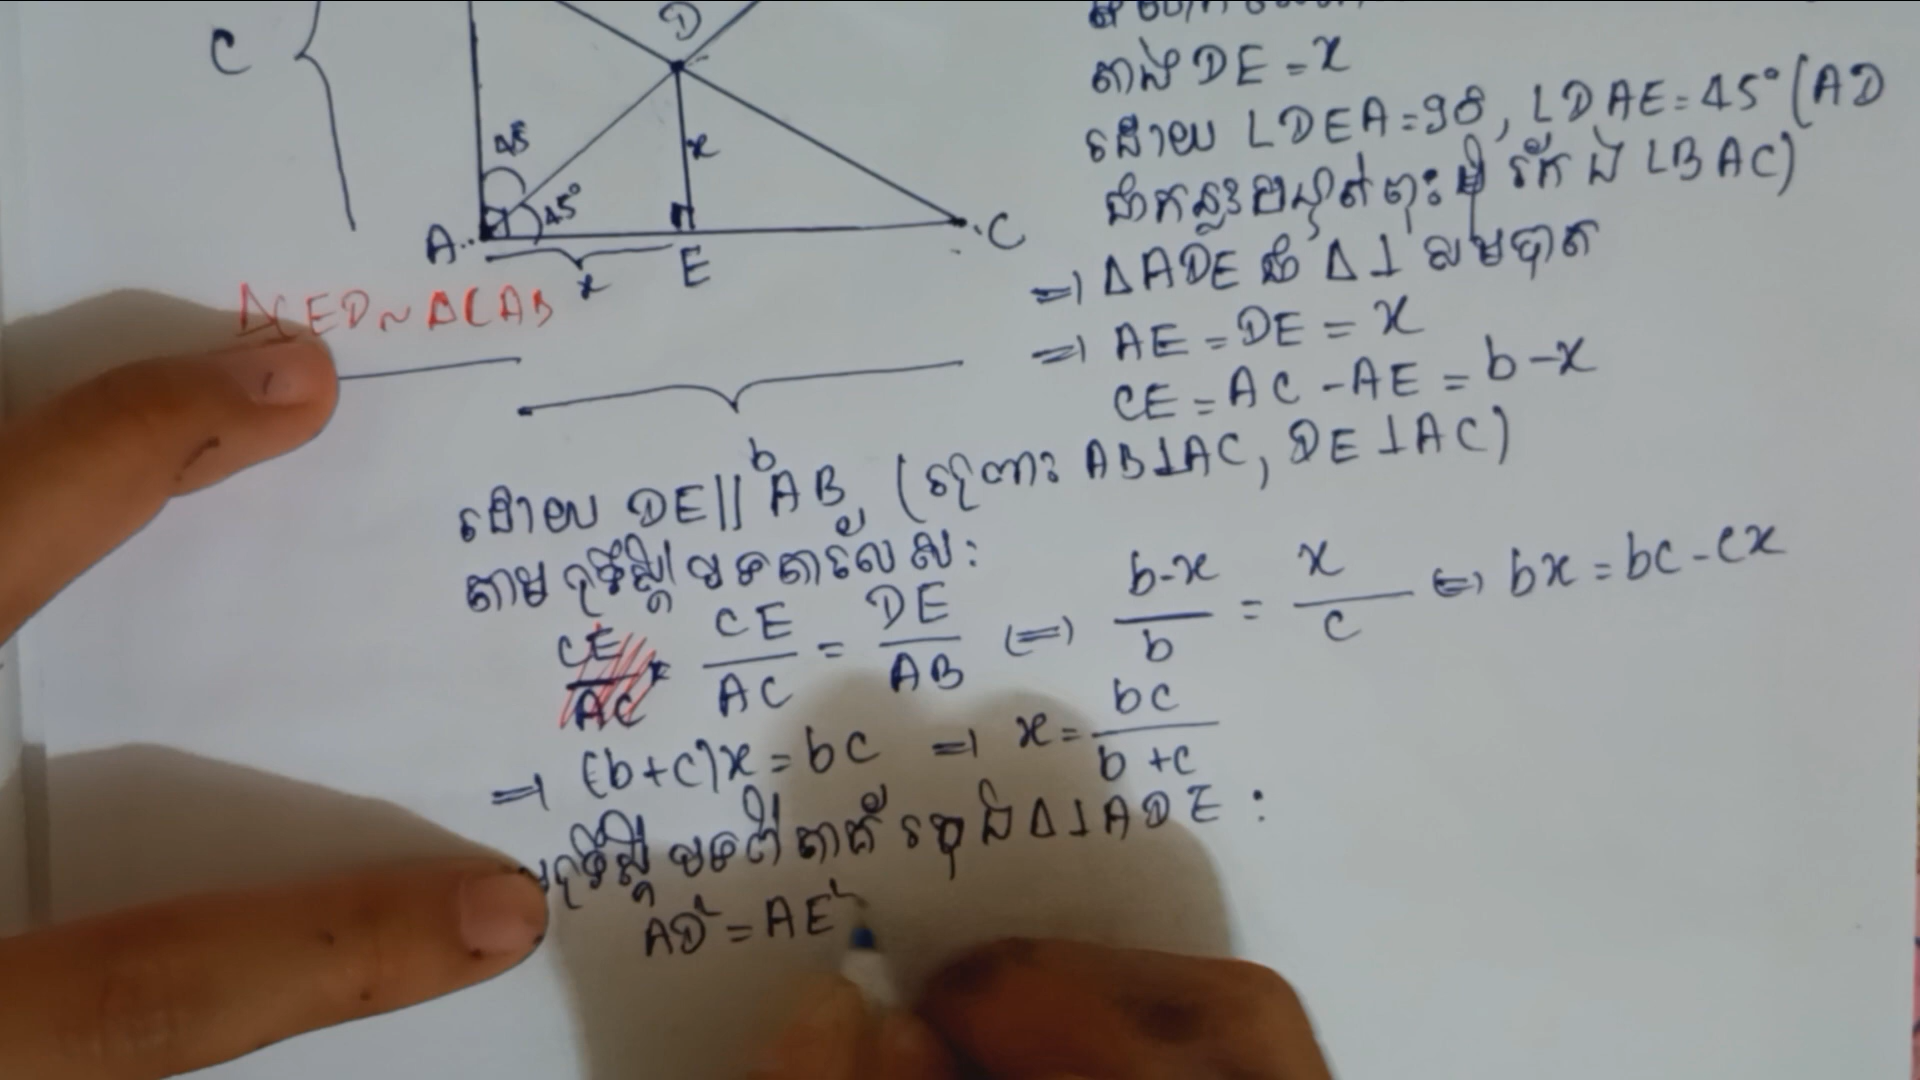 C
D
តាង DE = x
ដោយ ∠DEA = 90°, ∠DAE = 45° (AD
45
x
ជាកន្លះបន្ទាត់ពុះមុំ នៃ ∠BAC)
45°
A
C
E
x
⇒ ΔADE ជា Δ⊥ សមបាត
ΔCED ~ ΔCAB
⇒ AE = DE = x
CE = AC - AE = b - x
b
ដោយ DE // AB (ព្រោះ AB⊥AC, DE⊥AC)
តាមទ្រឹស្តីបទតាលែស:
CE/AC CE/AC = DE/AB ⇔ b-x/b = x/c ⇔ bx = bc - cx
⇒ (b+c)x = bc ⇒ x = bc/b+c
ទ្រឹស្តីបទពីតាគ័រ ក្នុង Δ⊥ADE :
AD² = AE²